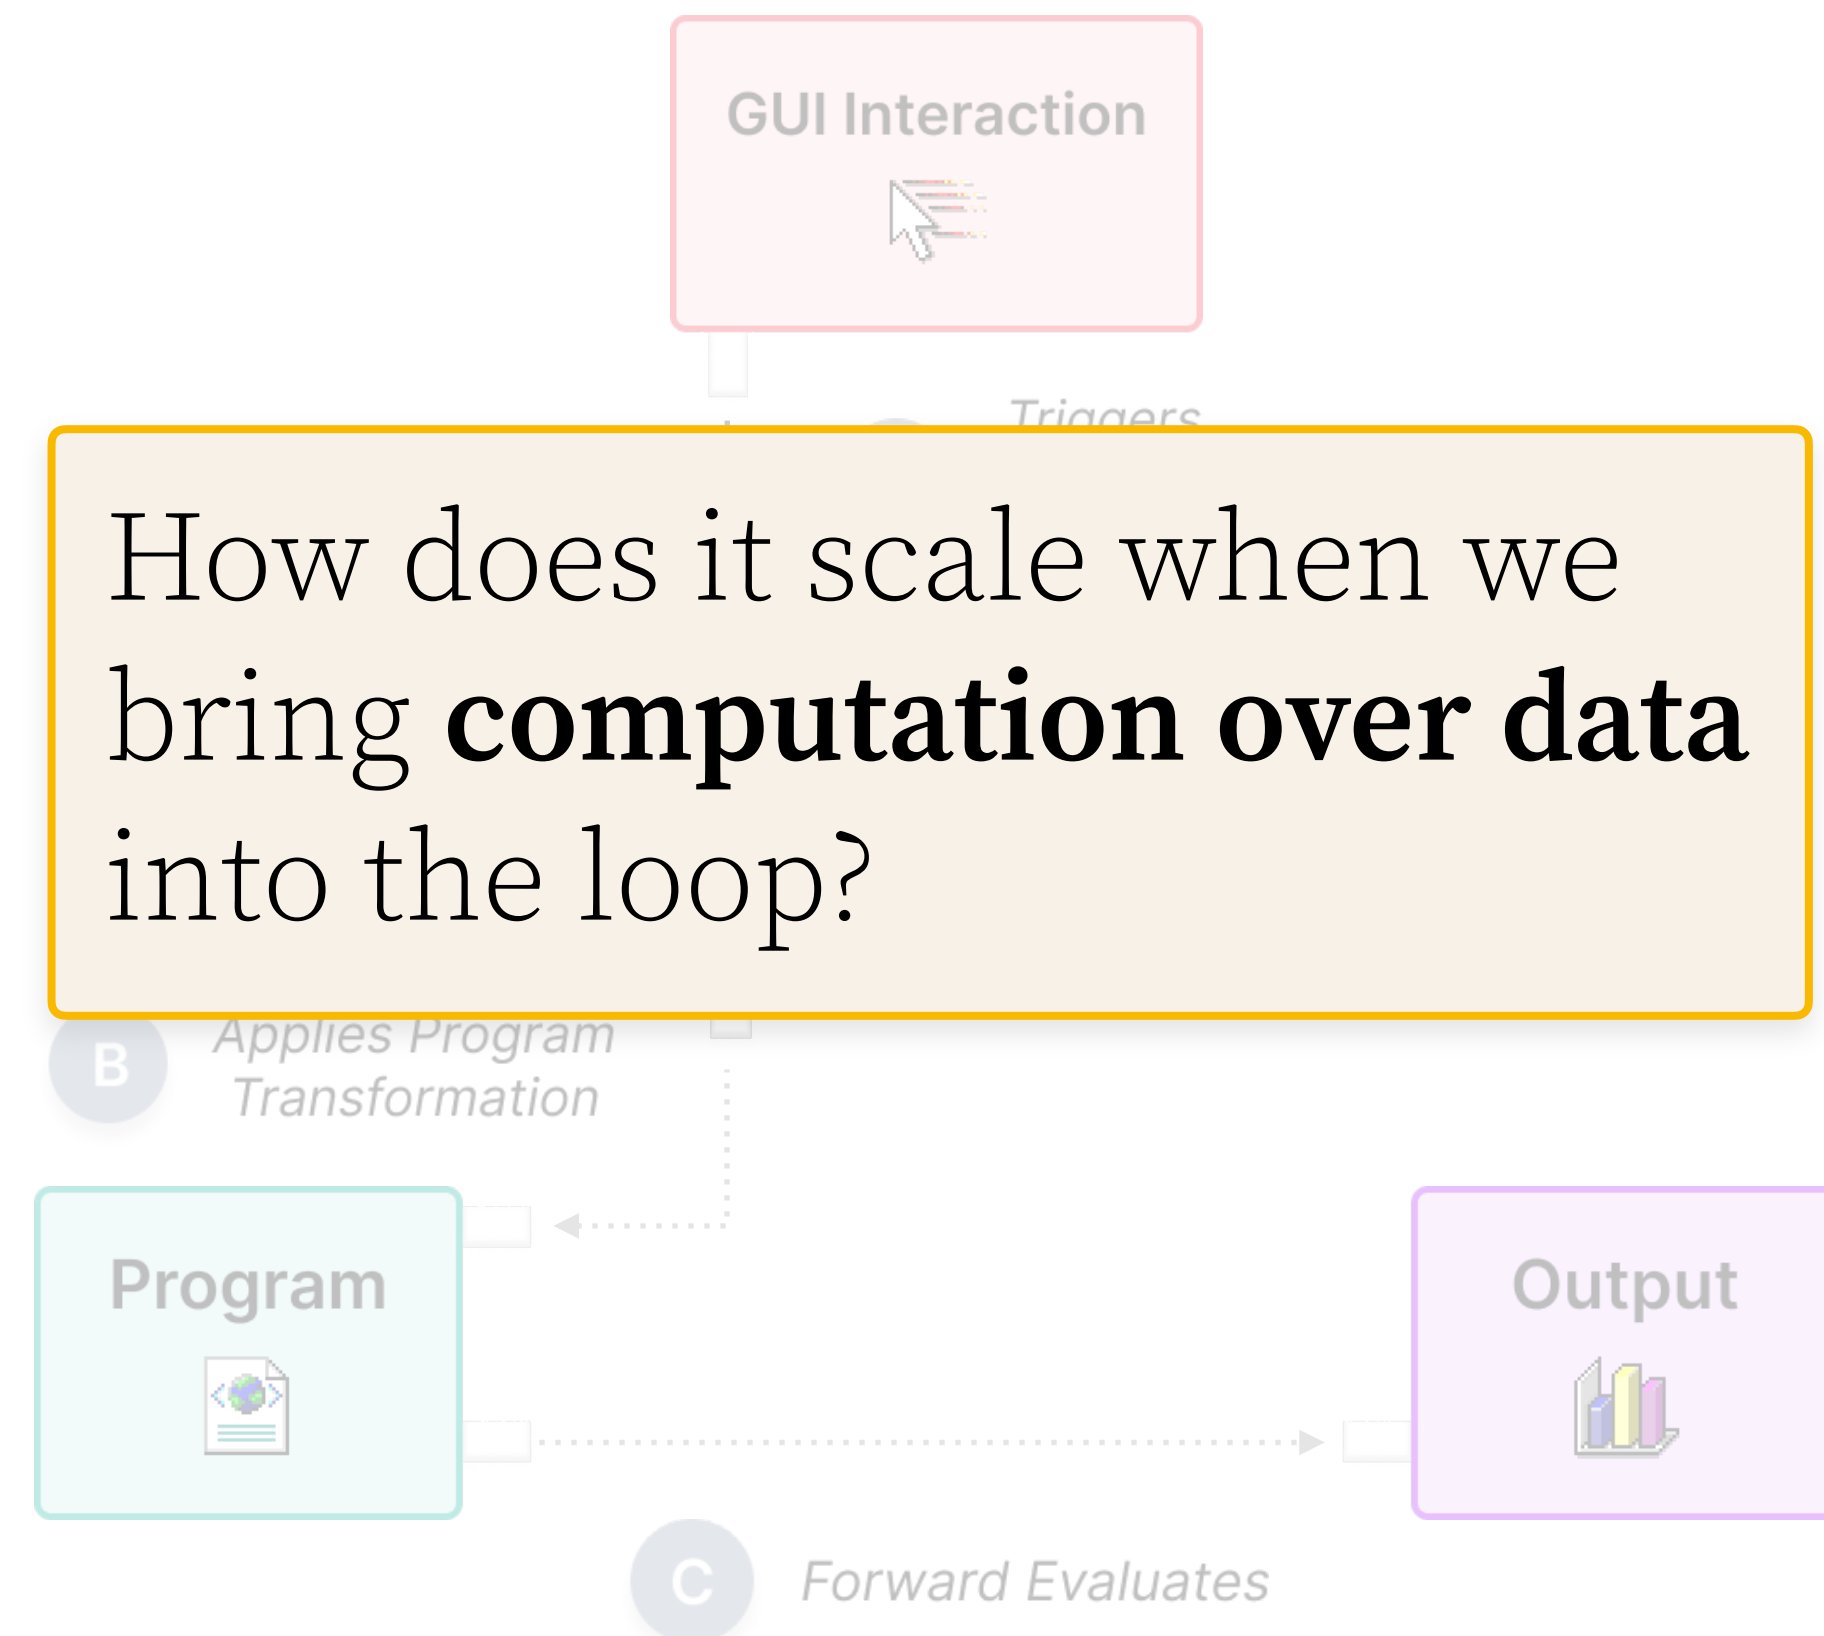 GUI Interaction
Triggers
How does it scale when we
bring computation over data
into the loop?
B
Applies Program
Transformation
Program
Output
C
Forward Evaluates